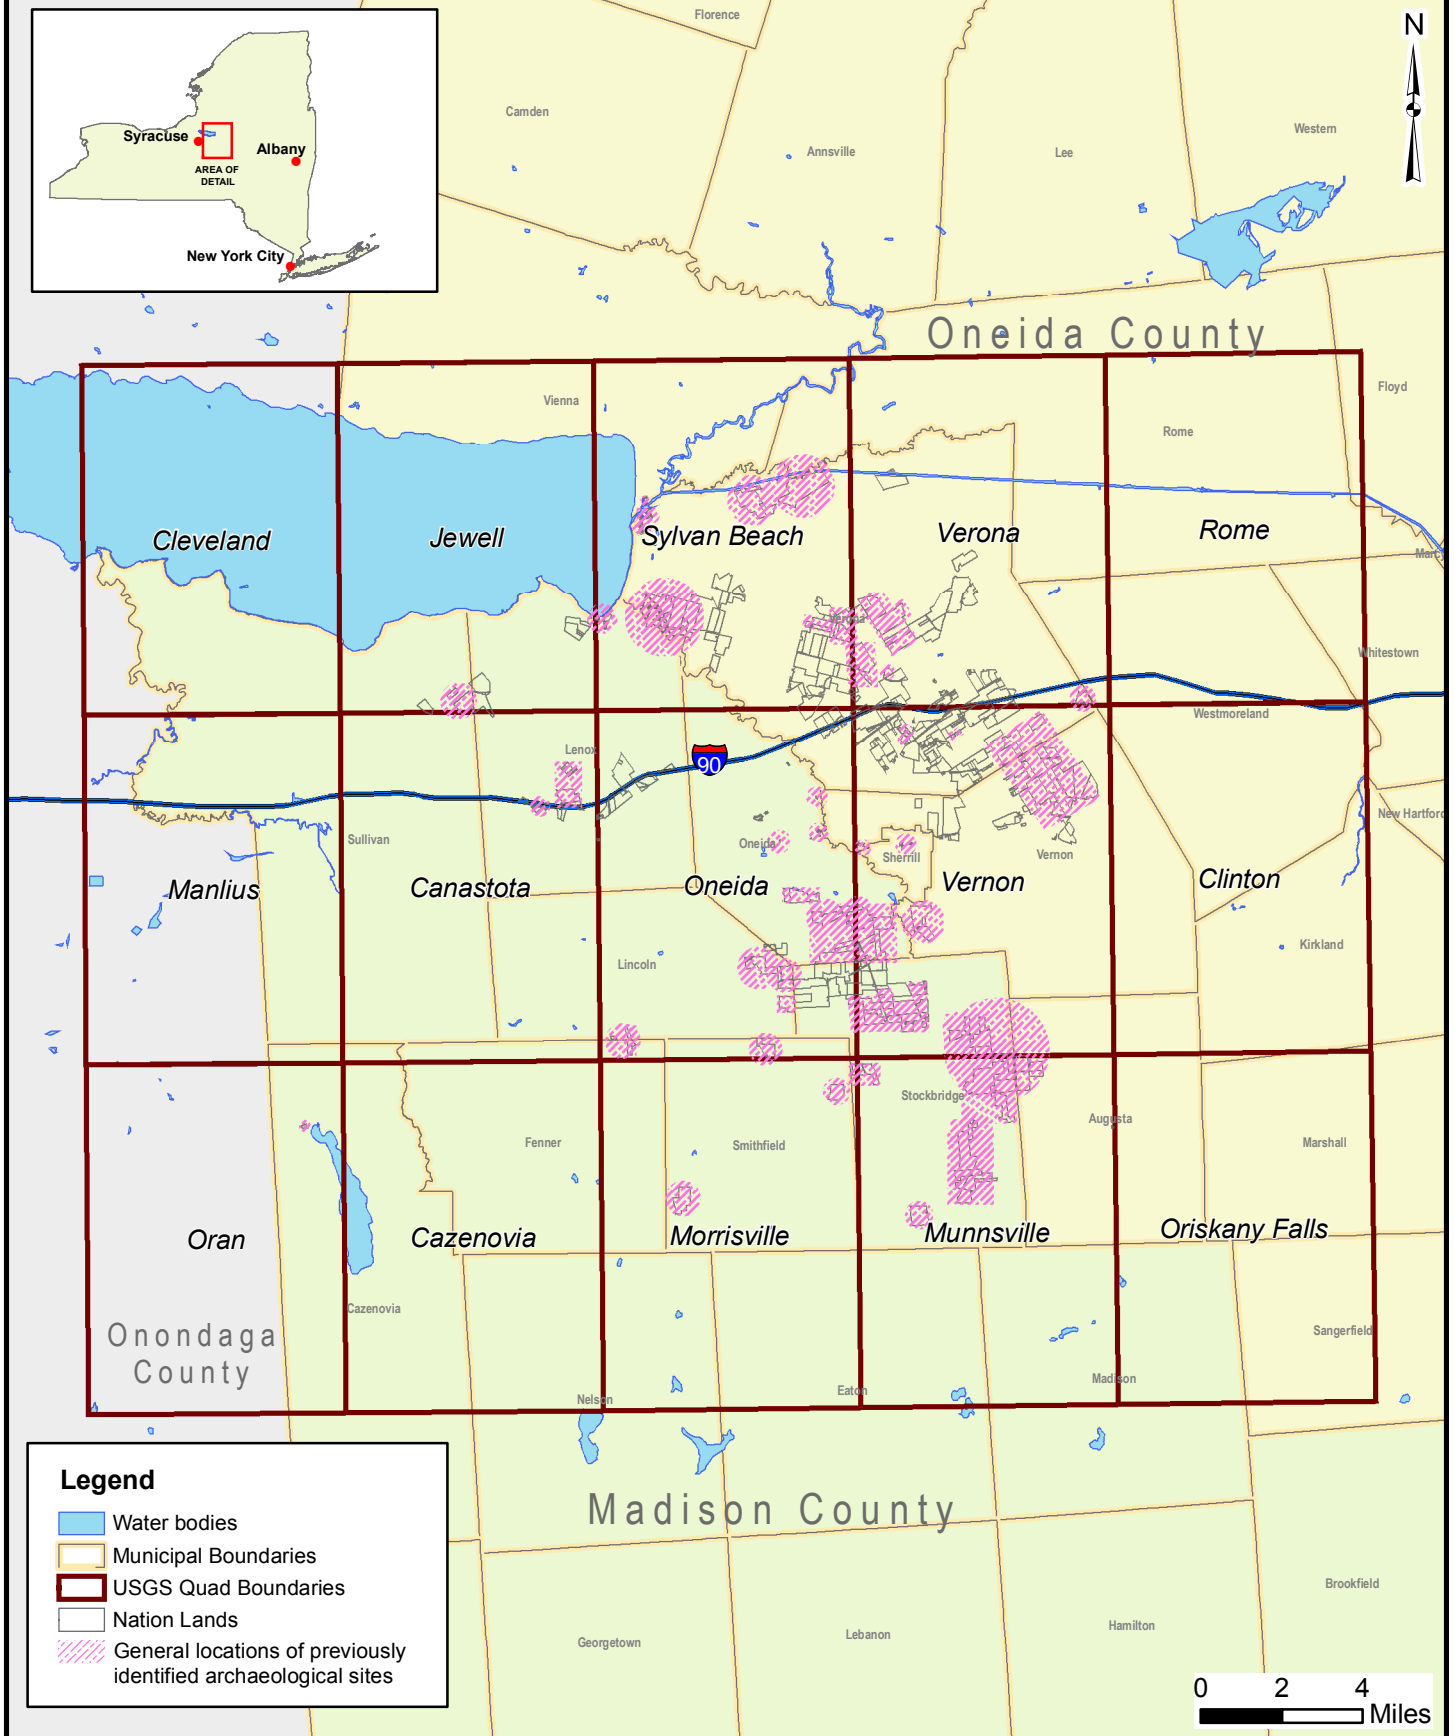 Florence
N
Syracuse
Albany
AREA OF
DETAIL
New York City
Camden
Annsville
Lee
Western
Oneida County
Vienna
Floyd
Rome
Cleveland
Jewell
Sylvan Beach
Verona
Rome
Marcy
Verona
Whitestown
Westmoreland
Lenox
90
New Hartford
Sullivan
Oneida
Sherrill
Vernon
Manlius
Canastota
Oneida
Vernon
Clinton
Lincoln
Kirkland
Stockbridge
Augusta
Fenner
Smithfield
Marshall
Oran
Cazenovia
Morrisville
Munnsville
Oriskany Falls
Cazenovia
Onondaga
County
Sangerfield
Nelson
Eaton
Madison
Legend
Water bodies
Municipal Boundaries
USGS Quad Boundaries
Nation Lands
General locations of previously
identified archaeological sites
Madison County
Brookfield
Georgetown
Lebanon
Hamilton
0 2 4
Miles